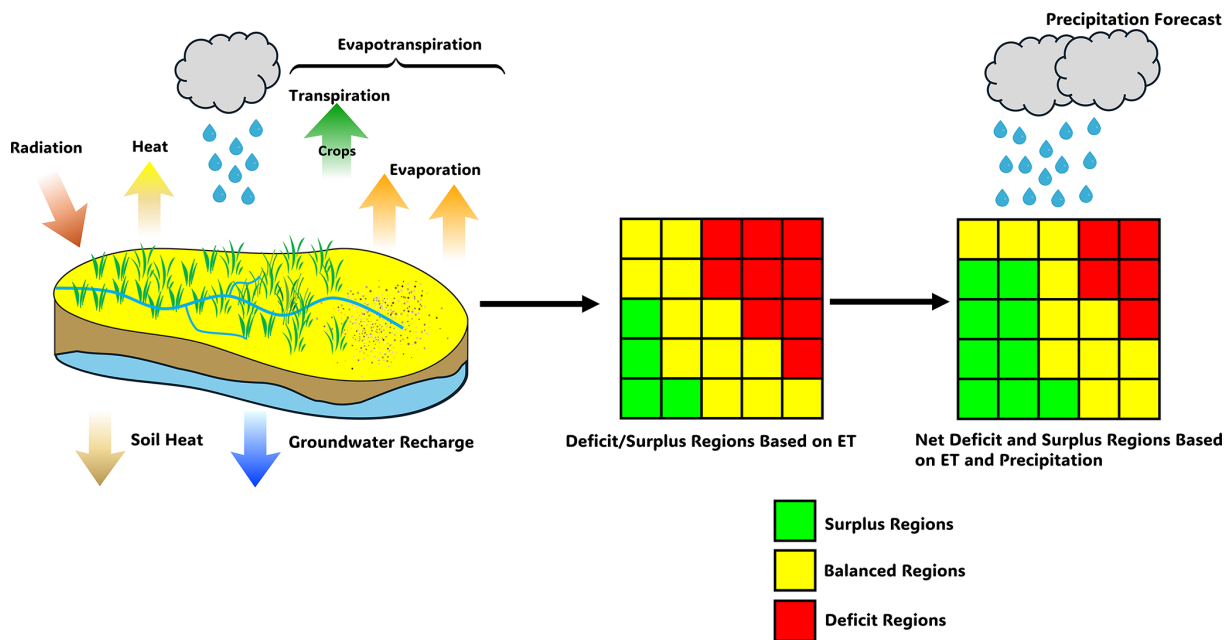 Precipitation Forecast
Evapotranspiration
Transpiration
Radiation
Heat
Crops
Evaporation
Soil Heat
Groundwater Recharge
Deficit/Surplus Regions Based on ET
Net Deficit and Surplus Regions Based
on ET and Precipitation
Surplus Regions
Balanced Regions
Deficit Regions